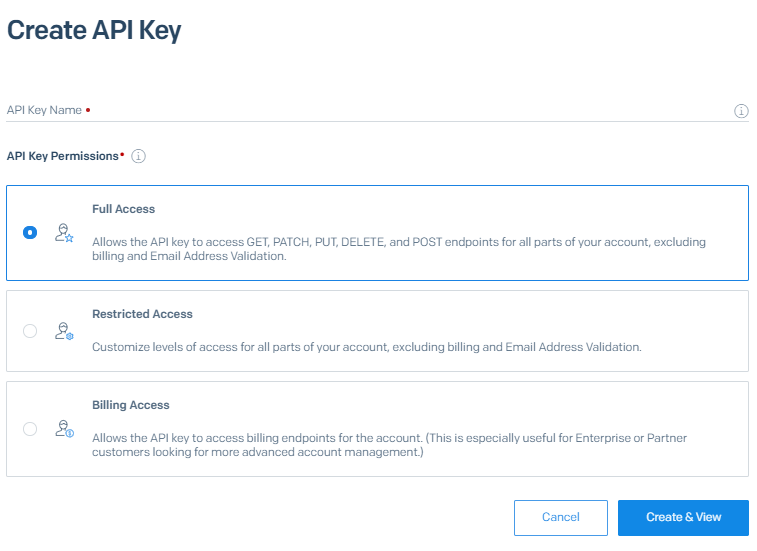 Create API Key
API Key Name •
API Key Permissions•
Full Access
Allows the API key to access GET, PATCH, PUT, DELETE, and POST endpoints for all parts of your account, excluding
billing and Email Address Validation.
Restricted Access
Customize levels of access for all parts of your account, excluding billing and Email Address Validation.
Billing Access
Allows the API key to access billing endpoints for the account. (This is especially useful for Enterprise or Partner
customers looking for more advanced account management.)
Cancel
Create & View